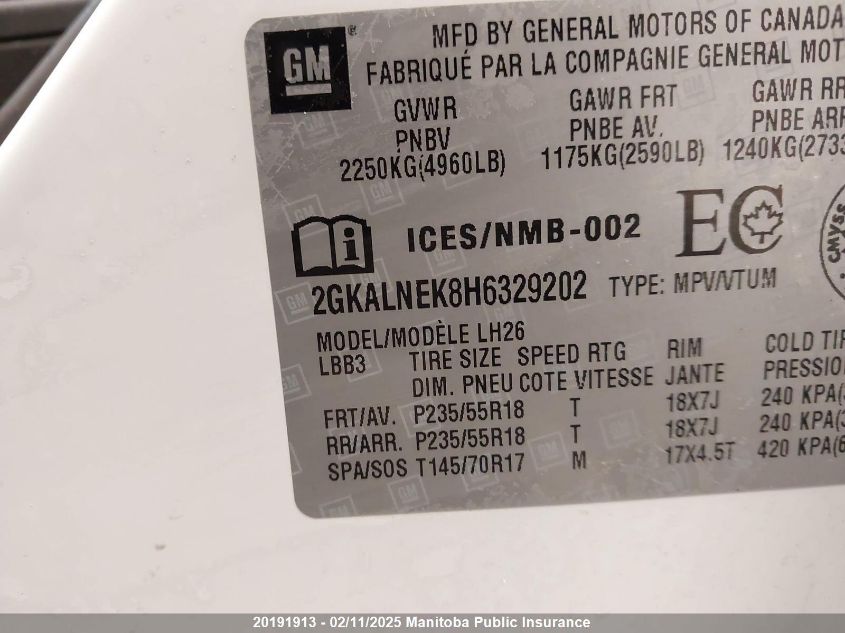 GM ®
MFD BY GENERAL MOTORS OF CANADA
FABRIQUÉ PAR LA COMPAGNIE GENERAL
GVWR GAWR FRT GAWR RR
PNBV PNBE AV. PNBE ARR
2250KG(4960LB) 1175KG(2590LB) 1240KG(2733
ICES/NMB-002 EC CMVSS
2GKALNEK8H6329202 TYPE: MPV/VTUM
MODEL/MODÈLE LH26
LBB3 TIRE SIZE SPEED RTG RIM COLD
DIM. PNEU COTE VITESSE JANTE
FRT/AV. P235/55R18 T 18X7J 240 KPA
RR/ARR. P235/55R18 T 18X7J 240 KPA
SPA/SOS T145/70R17 M 17X4.5T 420 KPA
20191913 - 02/11/2025 Manitoba Public Insurance